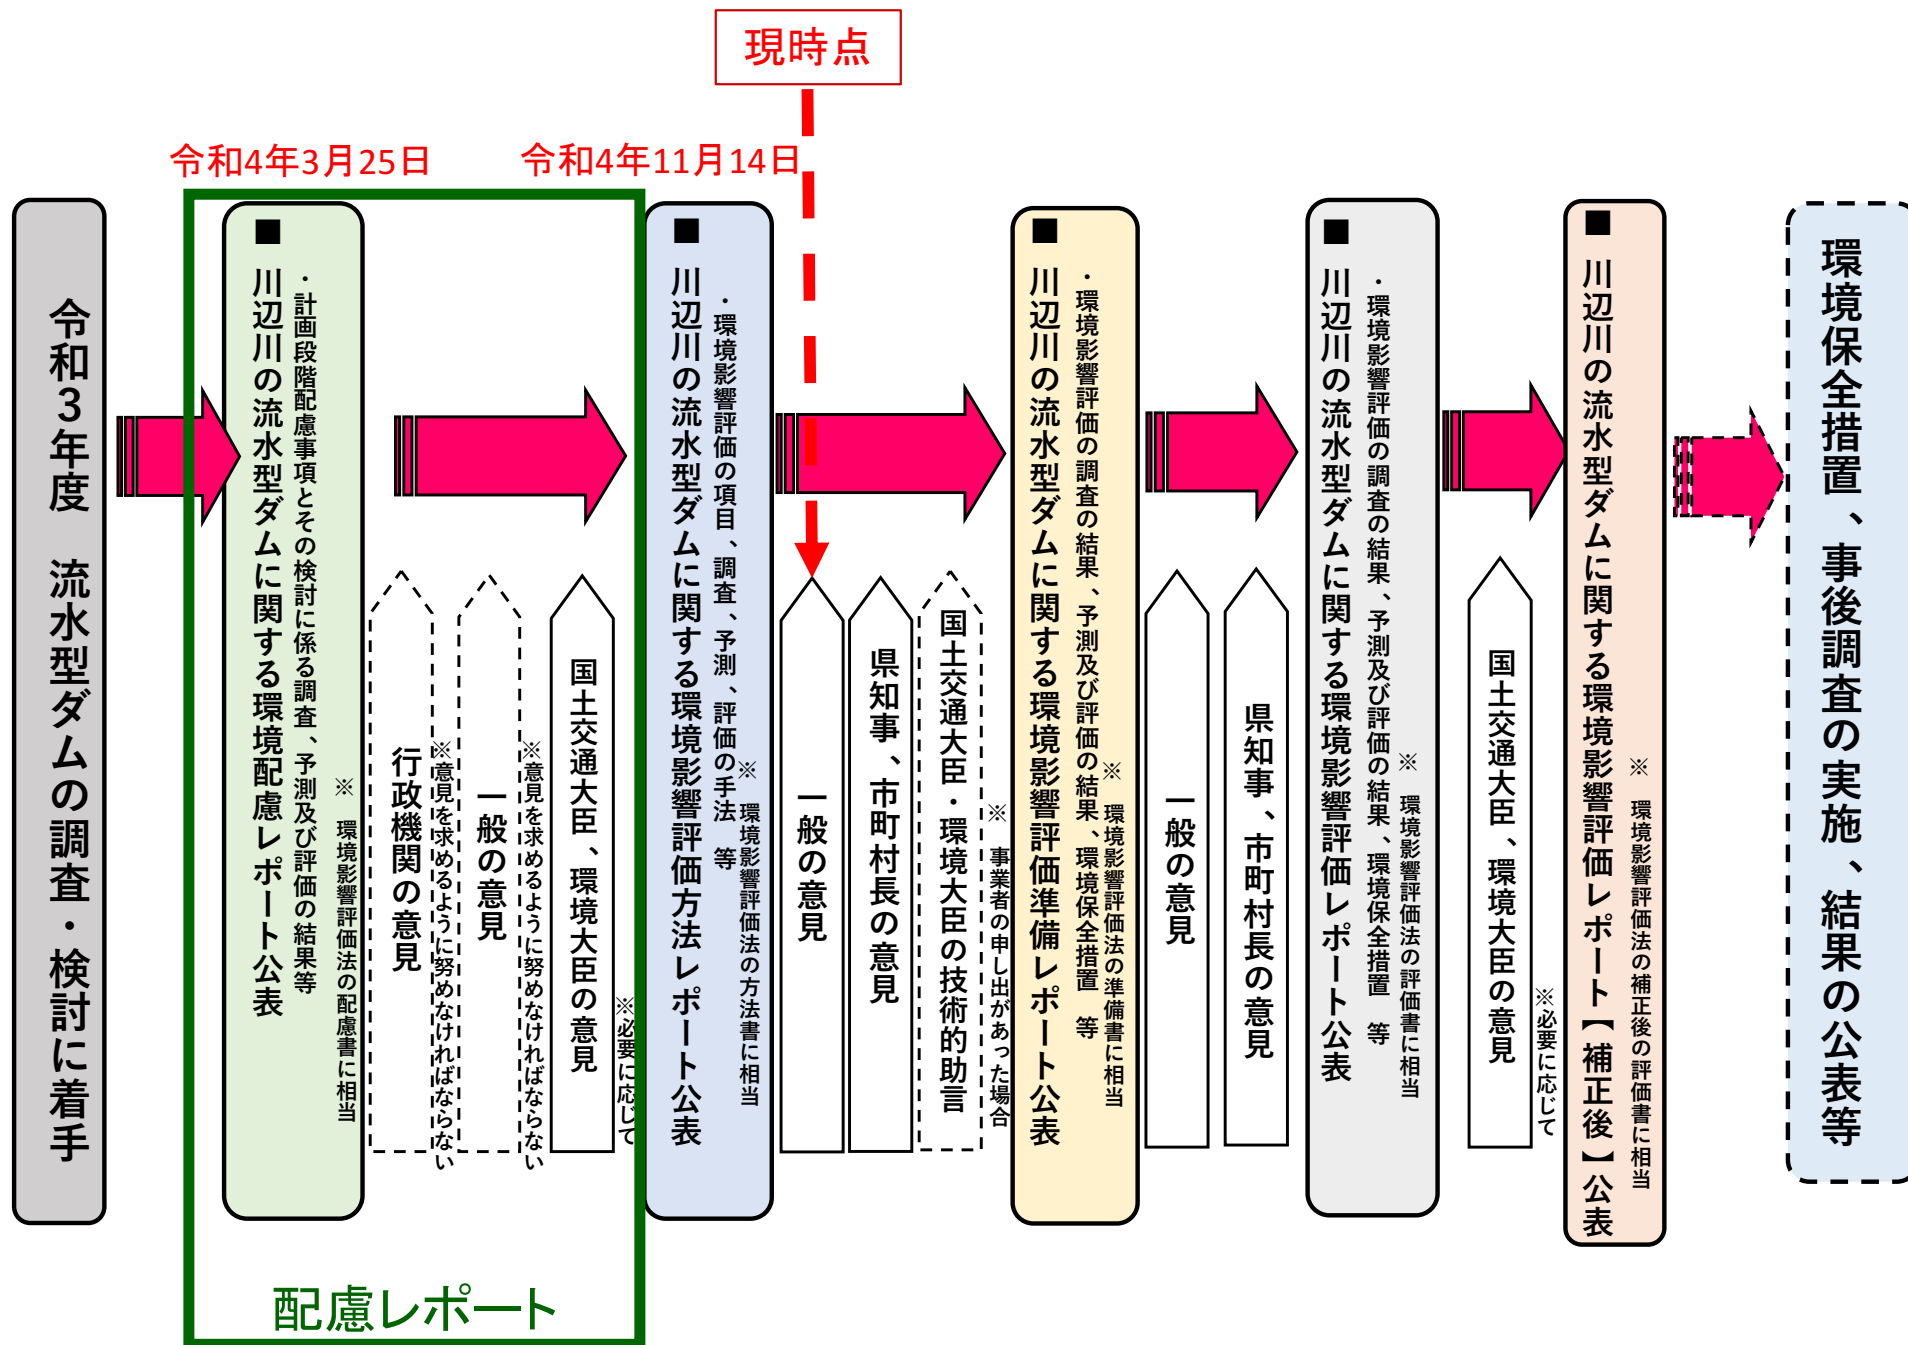 現時点
令和4年3月25日
令和4年11月14日
令和３年度　流水型ダムの調査・検討に着手
■川辺川の流水型ダムに関する環境配慮レポート公表
・計画段階配慮事項とその検討に係る調査、予測及び評価の結果等
※　環境影響評価法の配慮書に相当
行政機関の意見
※意見を求めるように努めなければならない
一般の意見
※意見を求めるように努めなければならない
国土交通大臣、環境大臣の意見
※必要に応じて
■川辺川の流水型ダムに関する環境影響評価方法レポート公表
・環境影響評価の項目、調査、予測、評価の手法　等
※　環境影響評価法の方法書に相当
一般の意見
県知事、市町村長の意見
国土交通大臣・環境大臣の技術的助言
※　事業者の申し出があった場合
■川辺川の流水型ダムに関する環境影響評価準備レポート公表
・環境影響評価の調査の結果、予測及び評価の結果、環境保全措置　等
※　環境影響評価法の準備書に相当
一般の意見
県知事、市町村長の意見
■川辺川の流水型ダムに関する環境影響評価レポート公表
・環境影響評価の調査の結果、予測及び評価の結果、環境保全措置　等
※　環境影響評価法の評価書に相当
国土交通大臣、環境大臣の意見
※必要に応じて
■川辺川の流水型ダムに関する環境影響評価レポート【補正後】公表
※　環境影響評価法の補正後の評価書に相当
環境保全措置、事後調査の実施、結果の公表等
配慮レポート